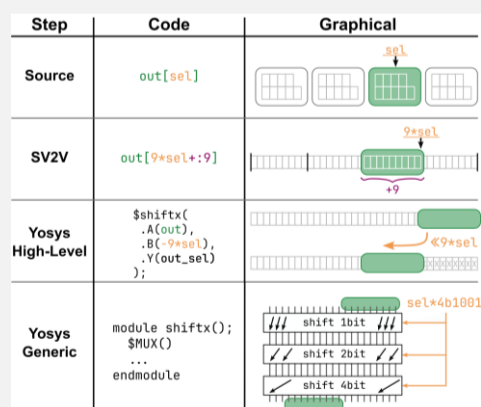 Step Code Graphical
Source
out[sel]
sel
SV2V
out[9*sel+:9]
9*sel
+9
Yosys
High-Level
$shiftx(
.A(out),
.B(-9*sel),
.Y(out_sel)
);
≪9*sel
XXXXXXXXX
Yosys
Generic
module shiftx();
$MUX()
...
endmodule
sel*4b1001
shift 1bit
shift 2bit
shift 4bit